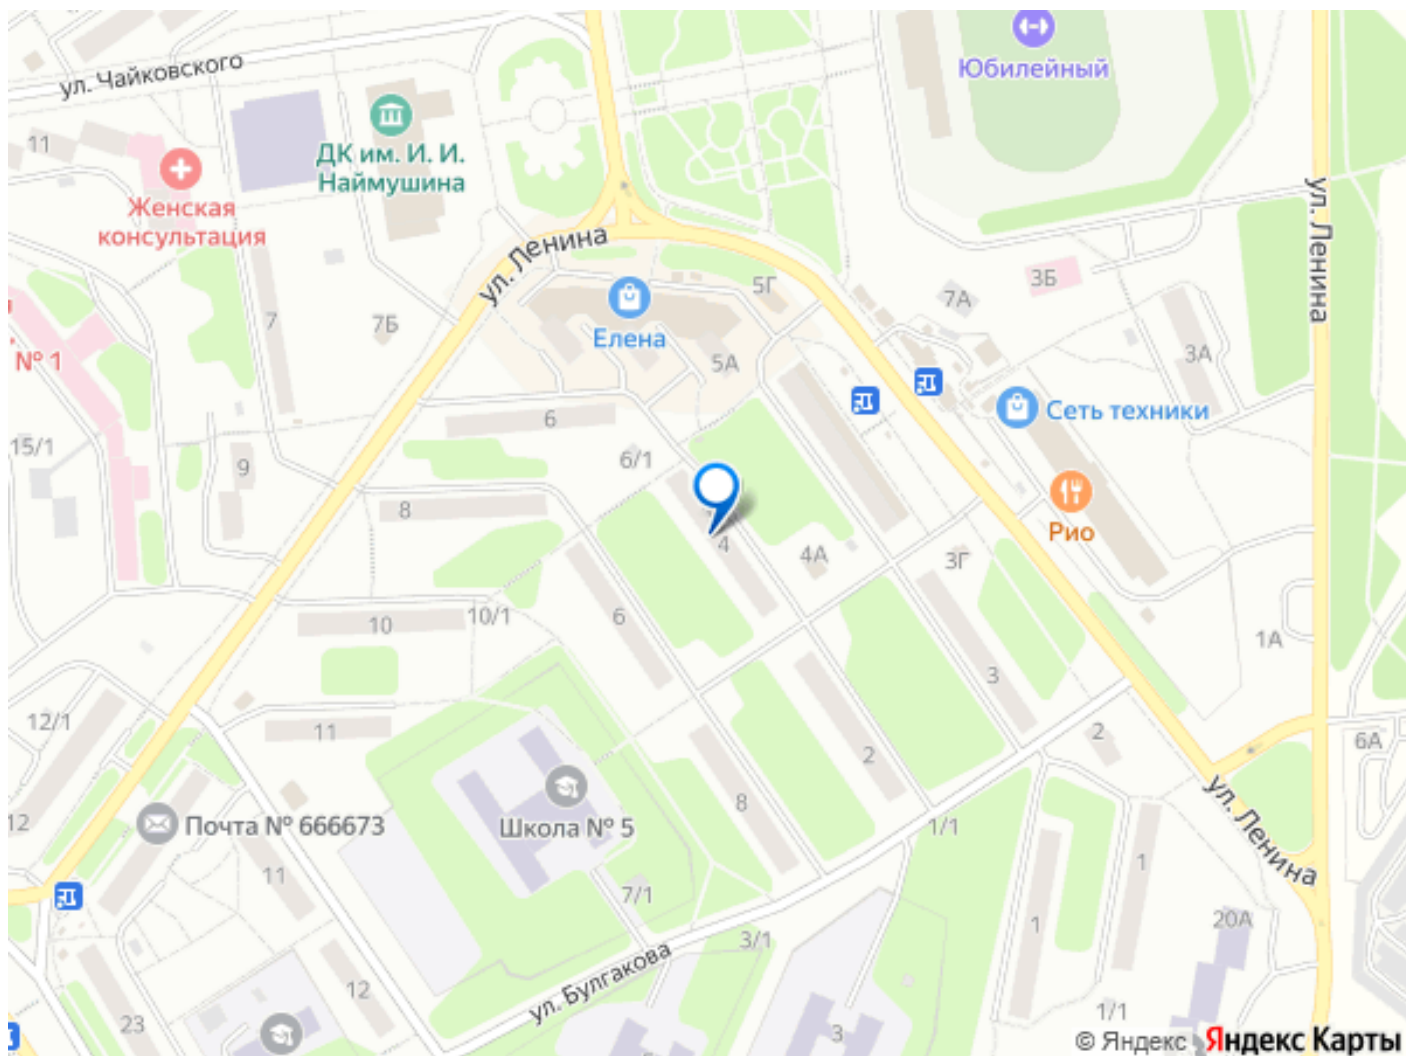 Юбилейный
ул. Чайковского
11
ДК им. И. И.
Наймушина
Женская
консультация
ул. Ленина
ул. Ленина
3Б
5Г
7А
7
7Б
Елена
5А
3А
№ 1
Сеть техники
6
15/1
9
6/1
8
Рио
4
4А
3Г
10
10/1
6
1А
3
12/1
11
2
2
6А
8
ул. Ленина
12
Почта № 666673
Школа № 5
1/1
11
7/1
1
1
20А
3/1
ул. Булгакова
12
23
1/1
3
© Яндекс Яндекс Карты